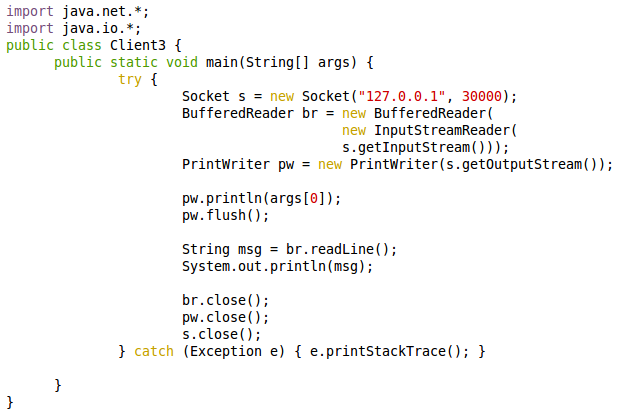 import java.net.*;
import java.io.*;
public class Client3 {
      public static void main(String[] args) {
              try {
                      Socket s = new Socket("127.0.0.1", 30000);
                      BufferedReader br = new BufferedReader(
                                          new InputStreamReader(
                                          s.getInputStream()));
                      PrintWriter pw = new PrintWriter(s.getOutputStream());

                      pw.println(args[0]);
                      pw.flush();

                      String msg = br.readLine();
                      System.out.println(msg);

                      br.close();
                      pw.close();
                      s.close();
              } catch (Exception e) { e.printStackTrace(); }

      }
}